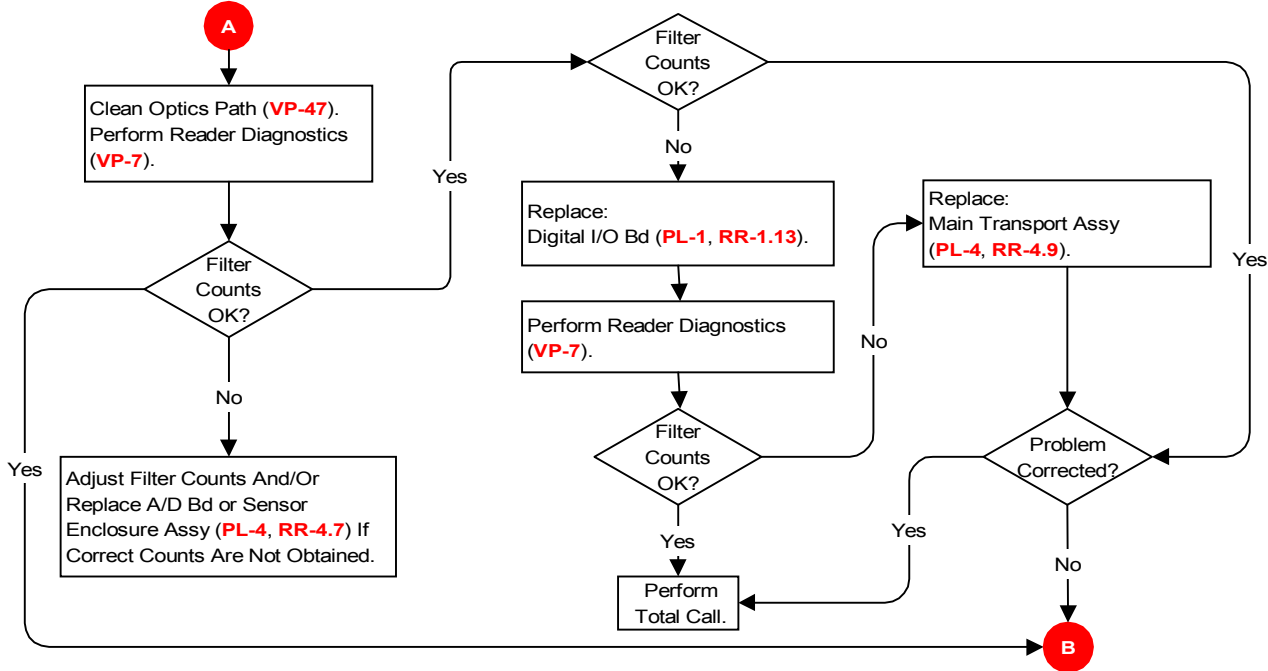 A
Clean Optics Path (VP-47).
Perform Reader Diagnostics
(VP-7).
Filter
Counts
OK?
Yes
No
Adjust Filter Counts And/Or
Replace A/D Bd or Sensor
Enclosure Assy (PL-4, RR-4.7) If
Correct Counts Are Not Obtained.
Yes
Filter
Counts
OK?
No
Yes
Replace:
Digital I/O Bd (PL-1, RR-1.13).
Perform Reader Diagnostics
(VP-7).
Filter
Counts
OK?
No
Yes
Replace:
Main Transport Assy
(PL-4, RR-4.9).
Problem
Corrected?
Yes
No
Perform
Total Call.
B